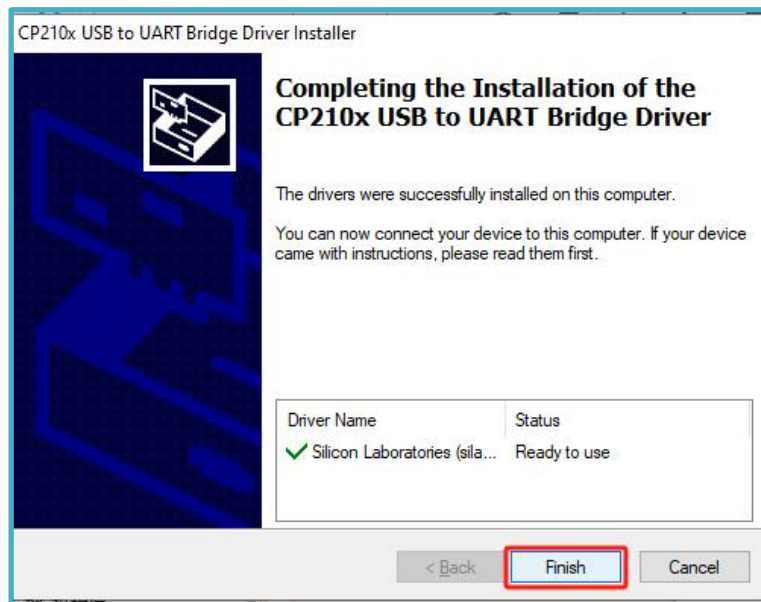 CP210x USB to UART Bridge Driver Installer
Completing the Installation of the
CP210x USB to UART Bridge Driver
The drivers were successfully installed on this computer.
You can now connect your device to this computer. If your device
came with instructions, please read them first.
Driver Name Status
Silicon Laboratories (sila... Ready to use
< Back Finish Cancel